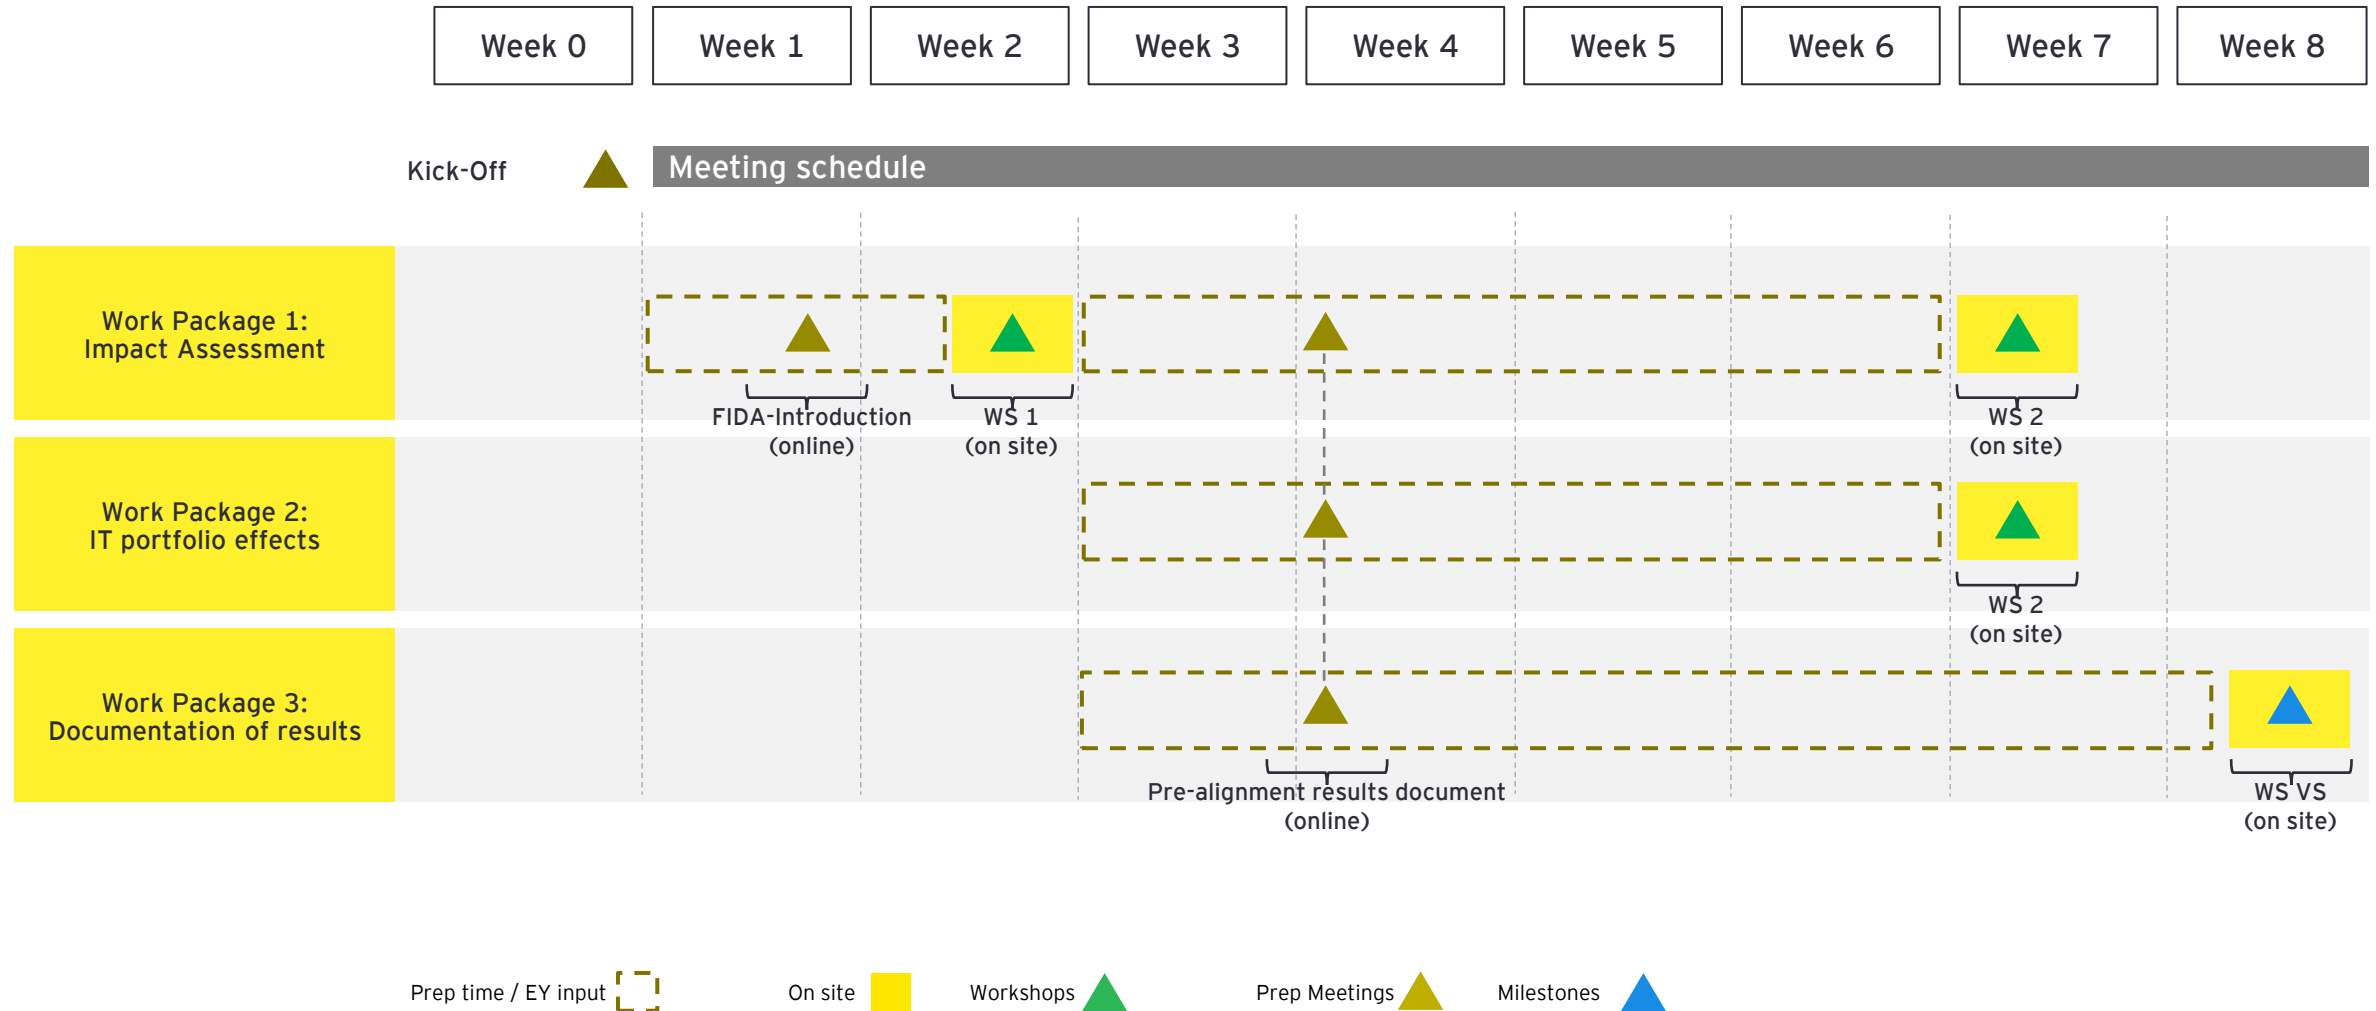 Week 0
Week 1
Week 2
Week 3
Week 4
Week 5
Week 6
Week 7
Week 8
Kick-Off
Meeting schedule
Work Package 1:
Impact Assessment
FIDA-Introduction
(online)
WS 1
(on site)
WS 2
(on site)
Work Package 2:
IT portfolio effects
WS 2
(on site)
Work Package 3:
Documentation of results
Pre-alignment results document
(online)
WS VS
(on site)
Prep time / EY input
On site
Workshops
Prep Meetings
Milestones